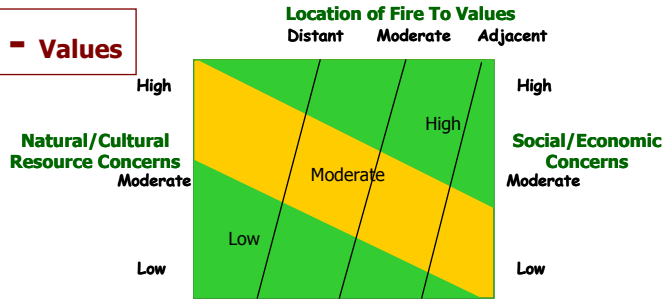 Location of Fire To Values
Distant Moderate Adjacent
- Values
High
High
Natural/Cultural
Resource Concerns
Moderate
Low
High
Moderate
Low
High
Social/Economic
Concerns
Moderate
Low